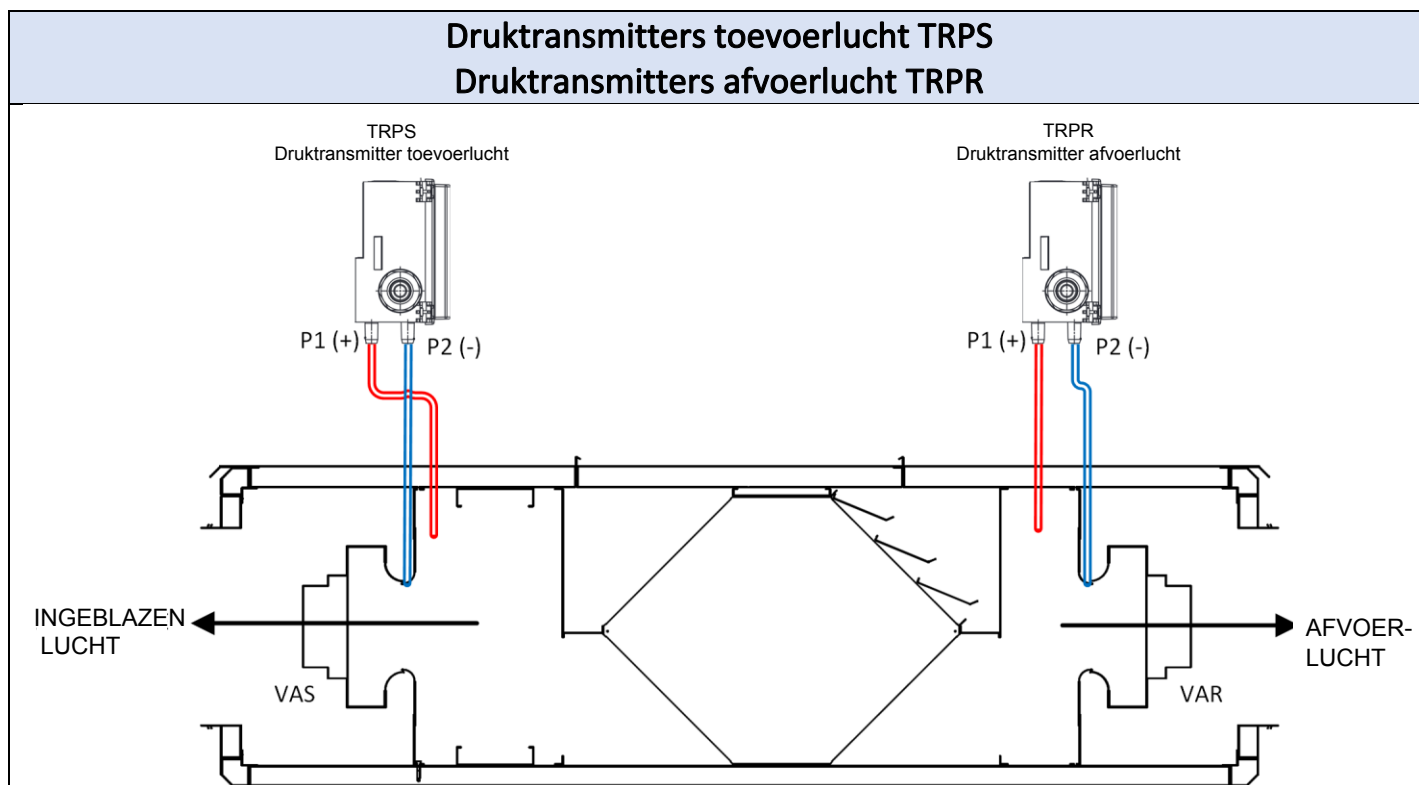 Druktransmitters toevoerlucht TRPS
Druktransmitters afvoerlucht TRPR
TRPS
Druktransmitter toevoerlucht
TRPR
Druktransmitter afvoerlucht
P1 (+)
P2 (-)
P1 (+)
P2 (-)
INGEBLAZEN
LUCHT
VAS
VAR
AFVOER-
LUCHT